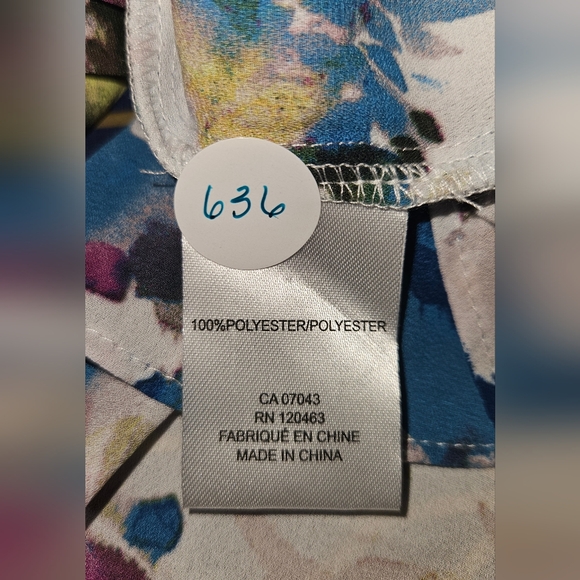 636
100%POLYESTER/POLYESTER
CA 07043
RN 120463
FABRIQUÉ EN CHINE
MADE IN CHINA